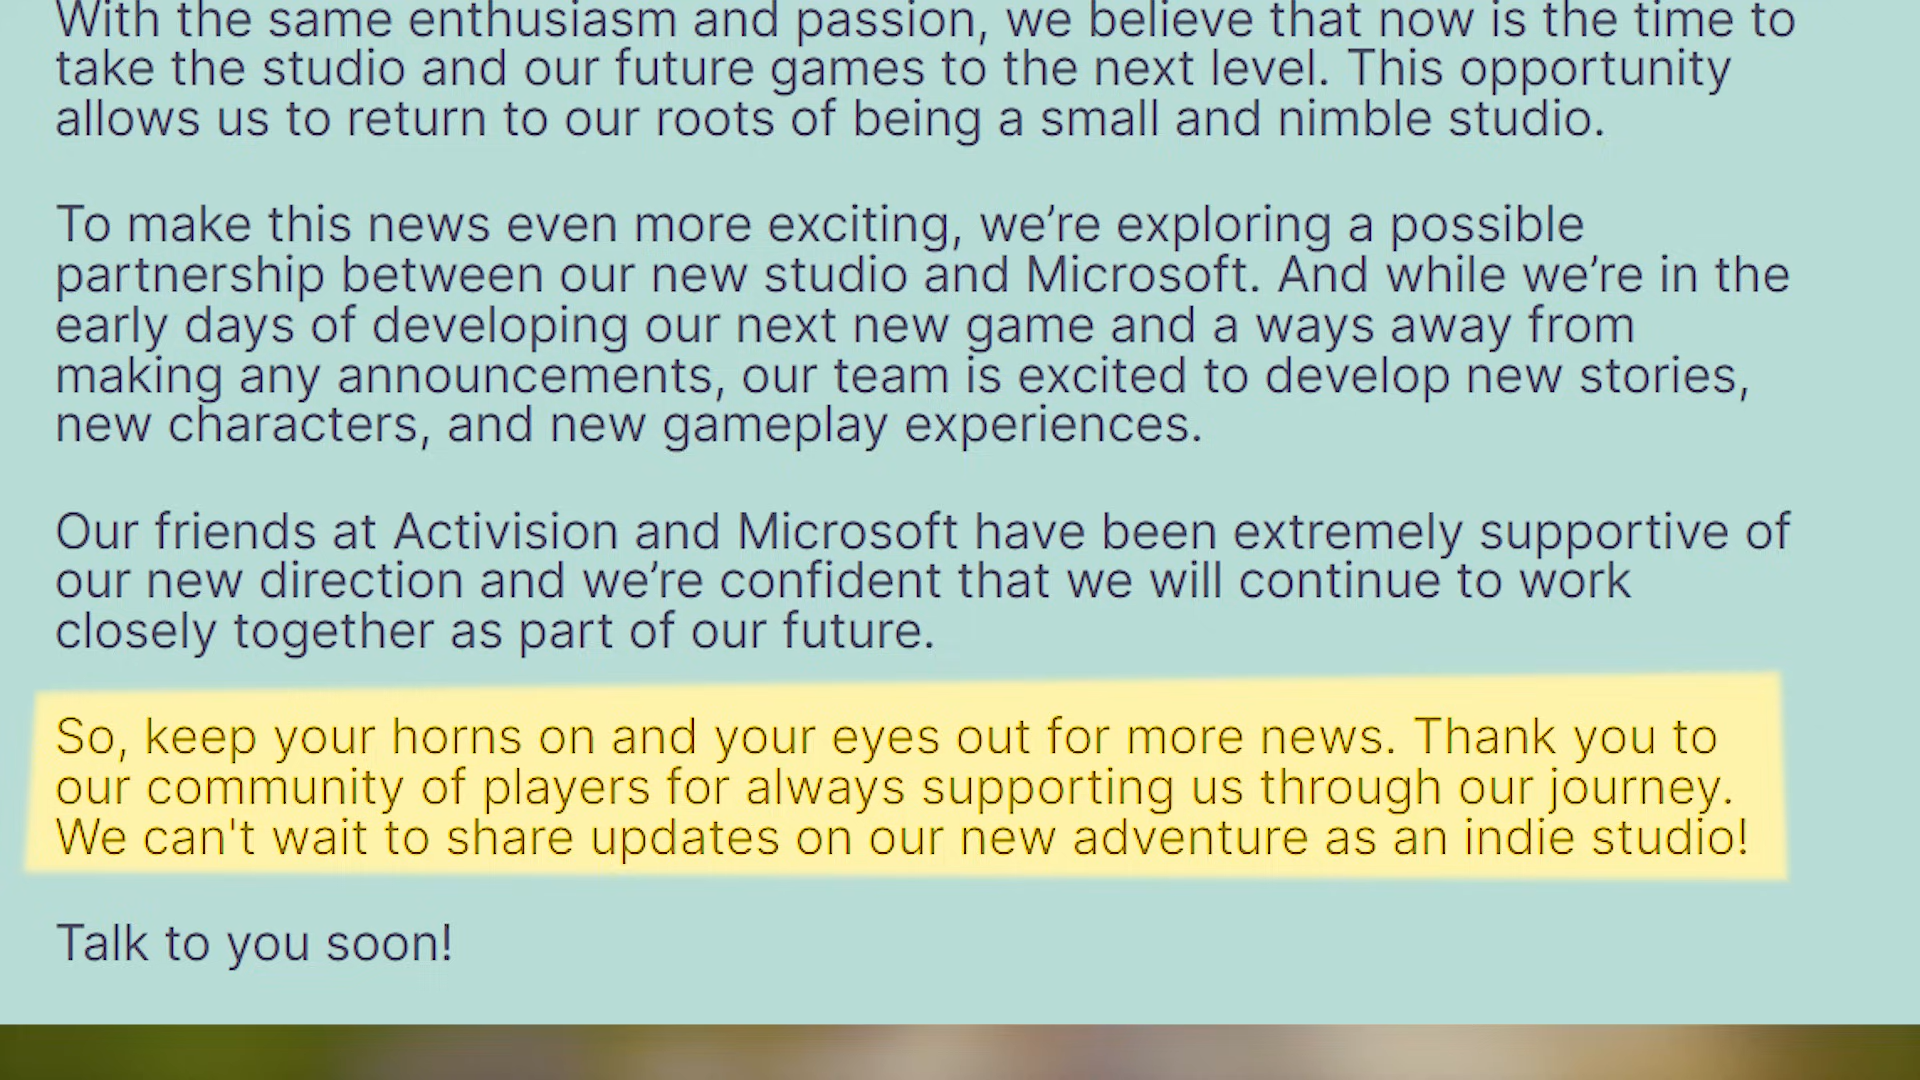 With the same enthusiasm and passion, we believe that now is the time to
take the studio and our future games to the next level. This opportunity
allows us to return to our roots of being a small and nimble studio.
To make this news even more exciting, we’re exploring a possible
partnership between our new studio and Microsoft. And while we’re in the
early days of developing our next new game and a ways away from
making any announcements, our team is excited to develop new stories,
new characters, and new gameplay experiences.
Our friends at Activision and Microsoft have been extremely supportive of
our new direction and we’re confident that we will continue to work
closely together as part of our future.
So, keep your horns on and your eyes out for more news. Thank you to
our community of players for always supporting us through our journey.
We can't wait to share updates on our new adventure as an indie studio!
Talk to you soon!